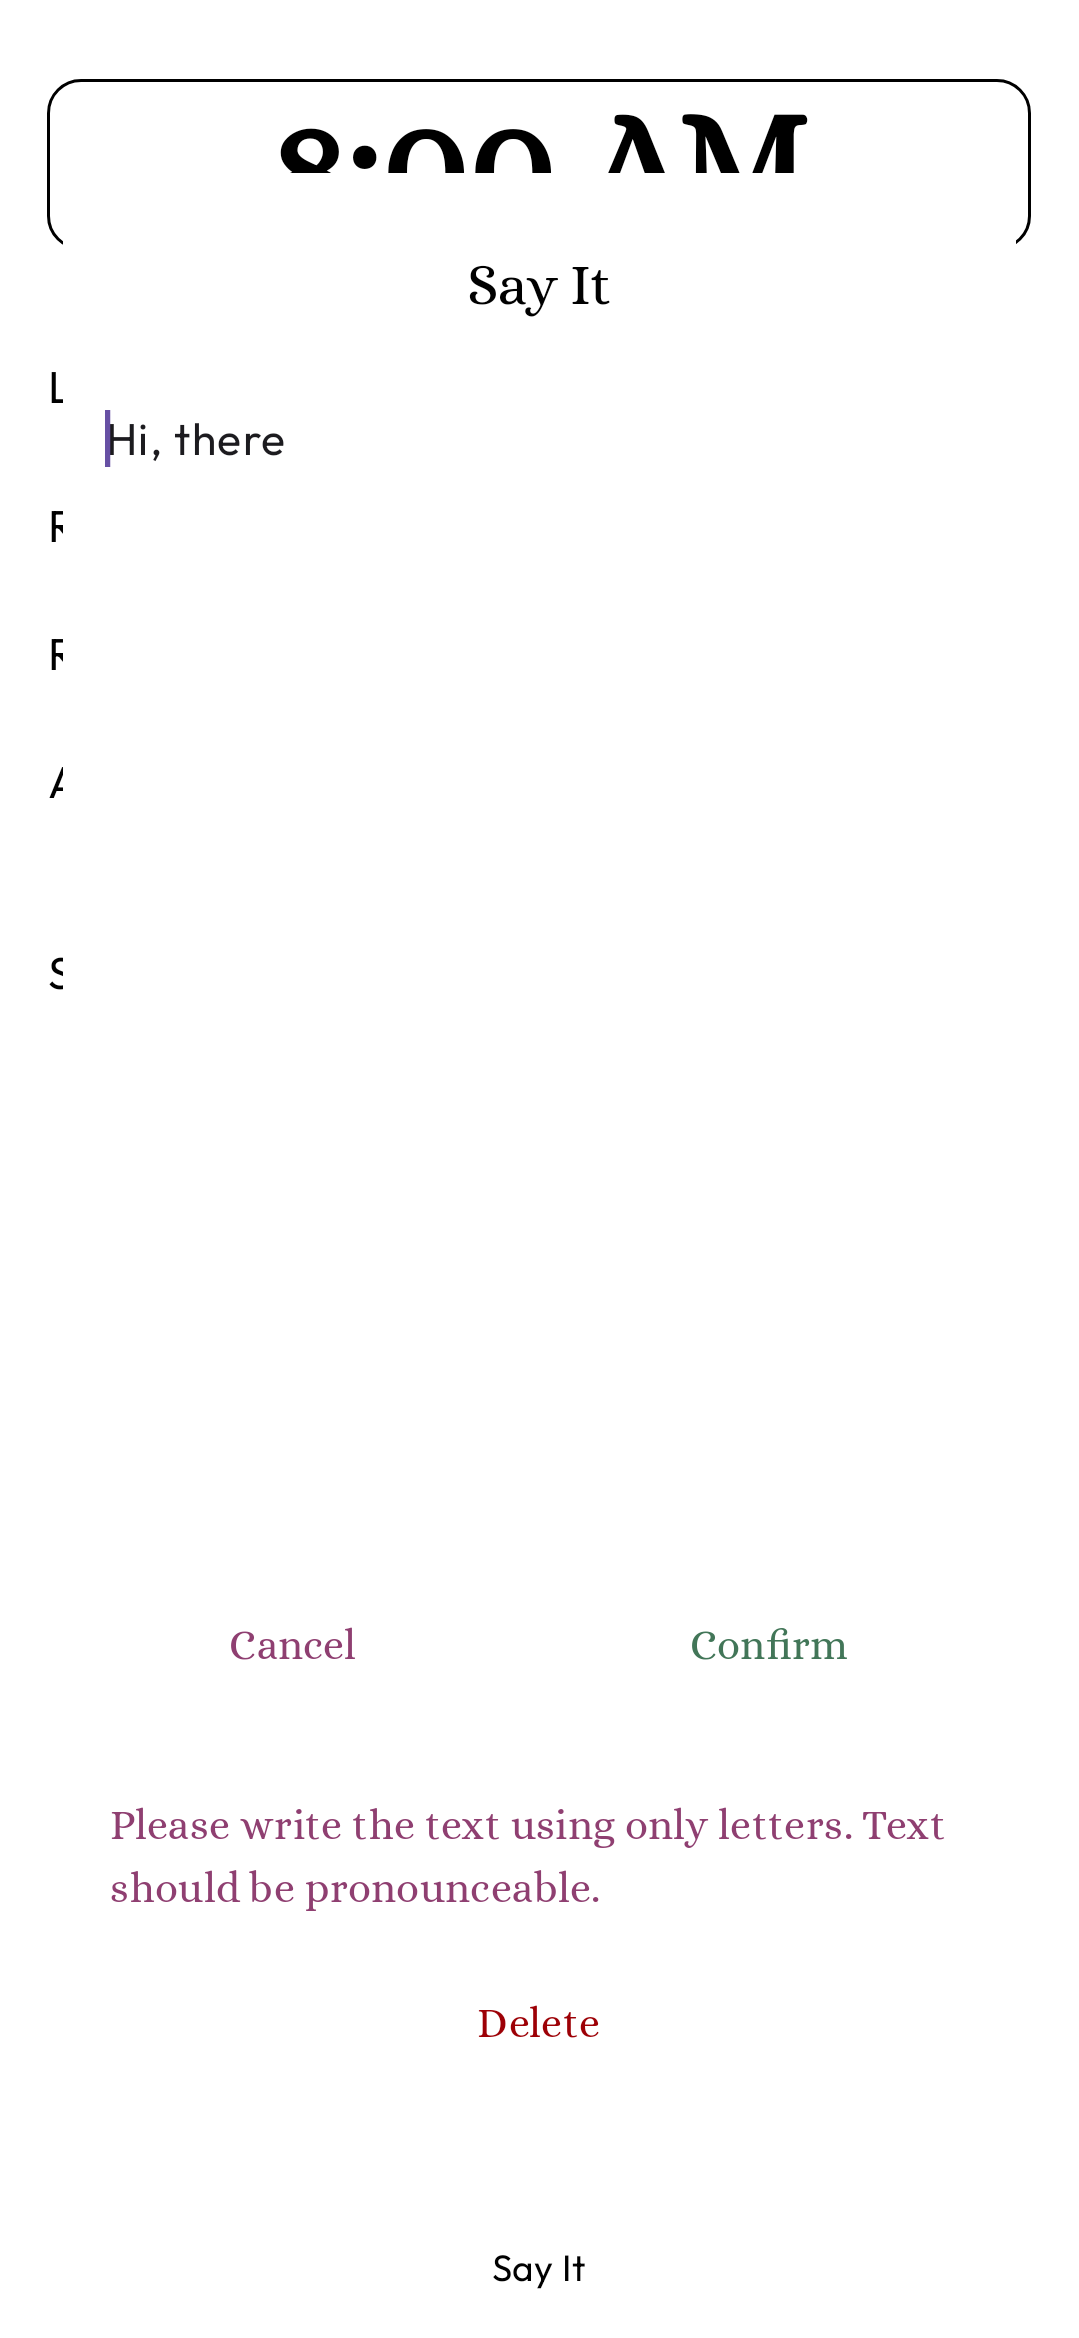 8:00 AM
Say It
L
Hi, there
R
R
A
S
Cancel Confirm
Please write the text using only letters. Text
should be pronounceable.
Delete
Say It